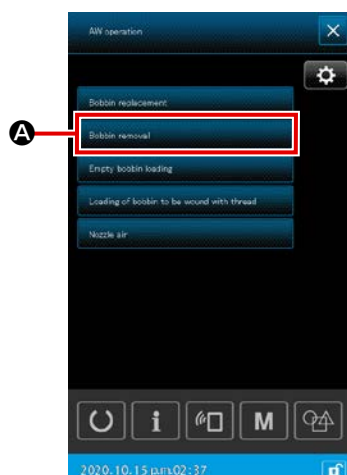 AW operation
Bobbin replacement
A
Bobbin removal
Empty bobbin loading
Loading of bobbin to be wound with thread
Nozzle air
i
M
2020.10.15 p.m.02:37